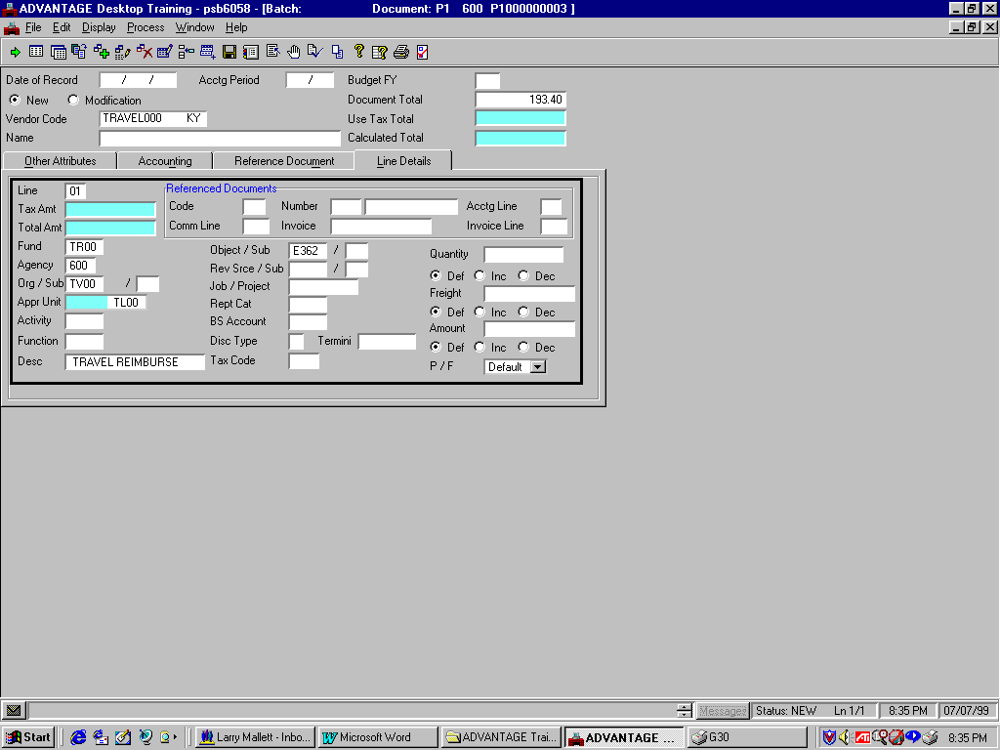 ADVANTAGE Desktop Training - psb6058 - [Batch: Document: P1 600 P1000000003 ]
File Edit Display Process Window Help
Date of Record / / Acctg Period / Budget FY
New Modification Document Total 193.40
Vendor Code TRAVEL000 KY Use Tax Total
Name Calculated Total
Other Attributes Accounting Reference Document Line Details
Line 01 Referenced Documents
Tax Amt Code Number Acctg Line
Total Amt Comm Line Invoice Invoice Line
Fund TR00 Object / Sub E362 / Quantity
Agency 600 Rev Srce / Sub / Def Inc Dec
Org / Sub TV00 / Job / Project Freight
Appr Unit TL00 Rept Cat Def Inc Dec
Activity BS Account Amount
Function Disc Type Termini Def Inc Dec
Desc TRAVEL REIMBURSE Tax Code P / F Default
Messages Status: NEW Ln 1/1 8:35 PM 07/07/99
Start Larry Mallett - Inbo... Microsoft Word ADVANTAGE Trai... ADVANTAGE ... G30 8:35 PM